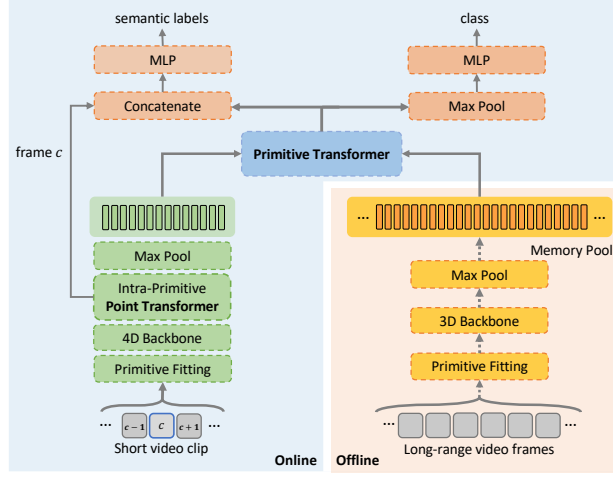 semantic labels
class
MLP
MLP
Concatenate
Max Pool
frame c
Primitive Transformer
... ...
Max Pool
Memory Pool
Intra-Primitive
Point Transformer
Max Pool
4D Backbone
3D Backbone
Primitive Fitting
Primitive Fitting
... c − 1 c c + 1 ...
... ...
Short video clip
Long-range video frames
Online
Offline